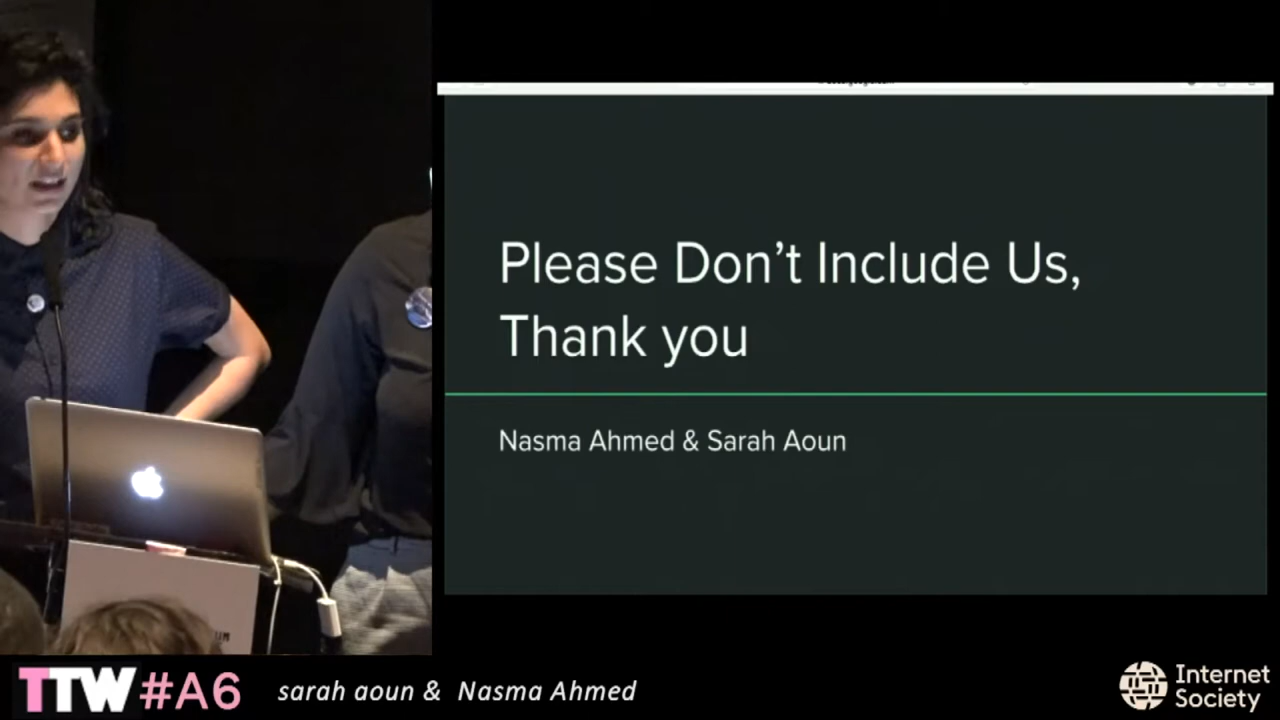 Please Don’t Include Us,
Thank you
Nasma Ahmed & Sarah Aoun
TTW #A6
sarah aoun & Nasma Ahmed
Internet
Society